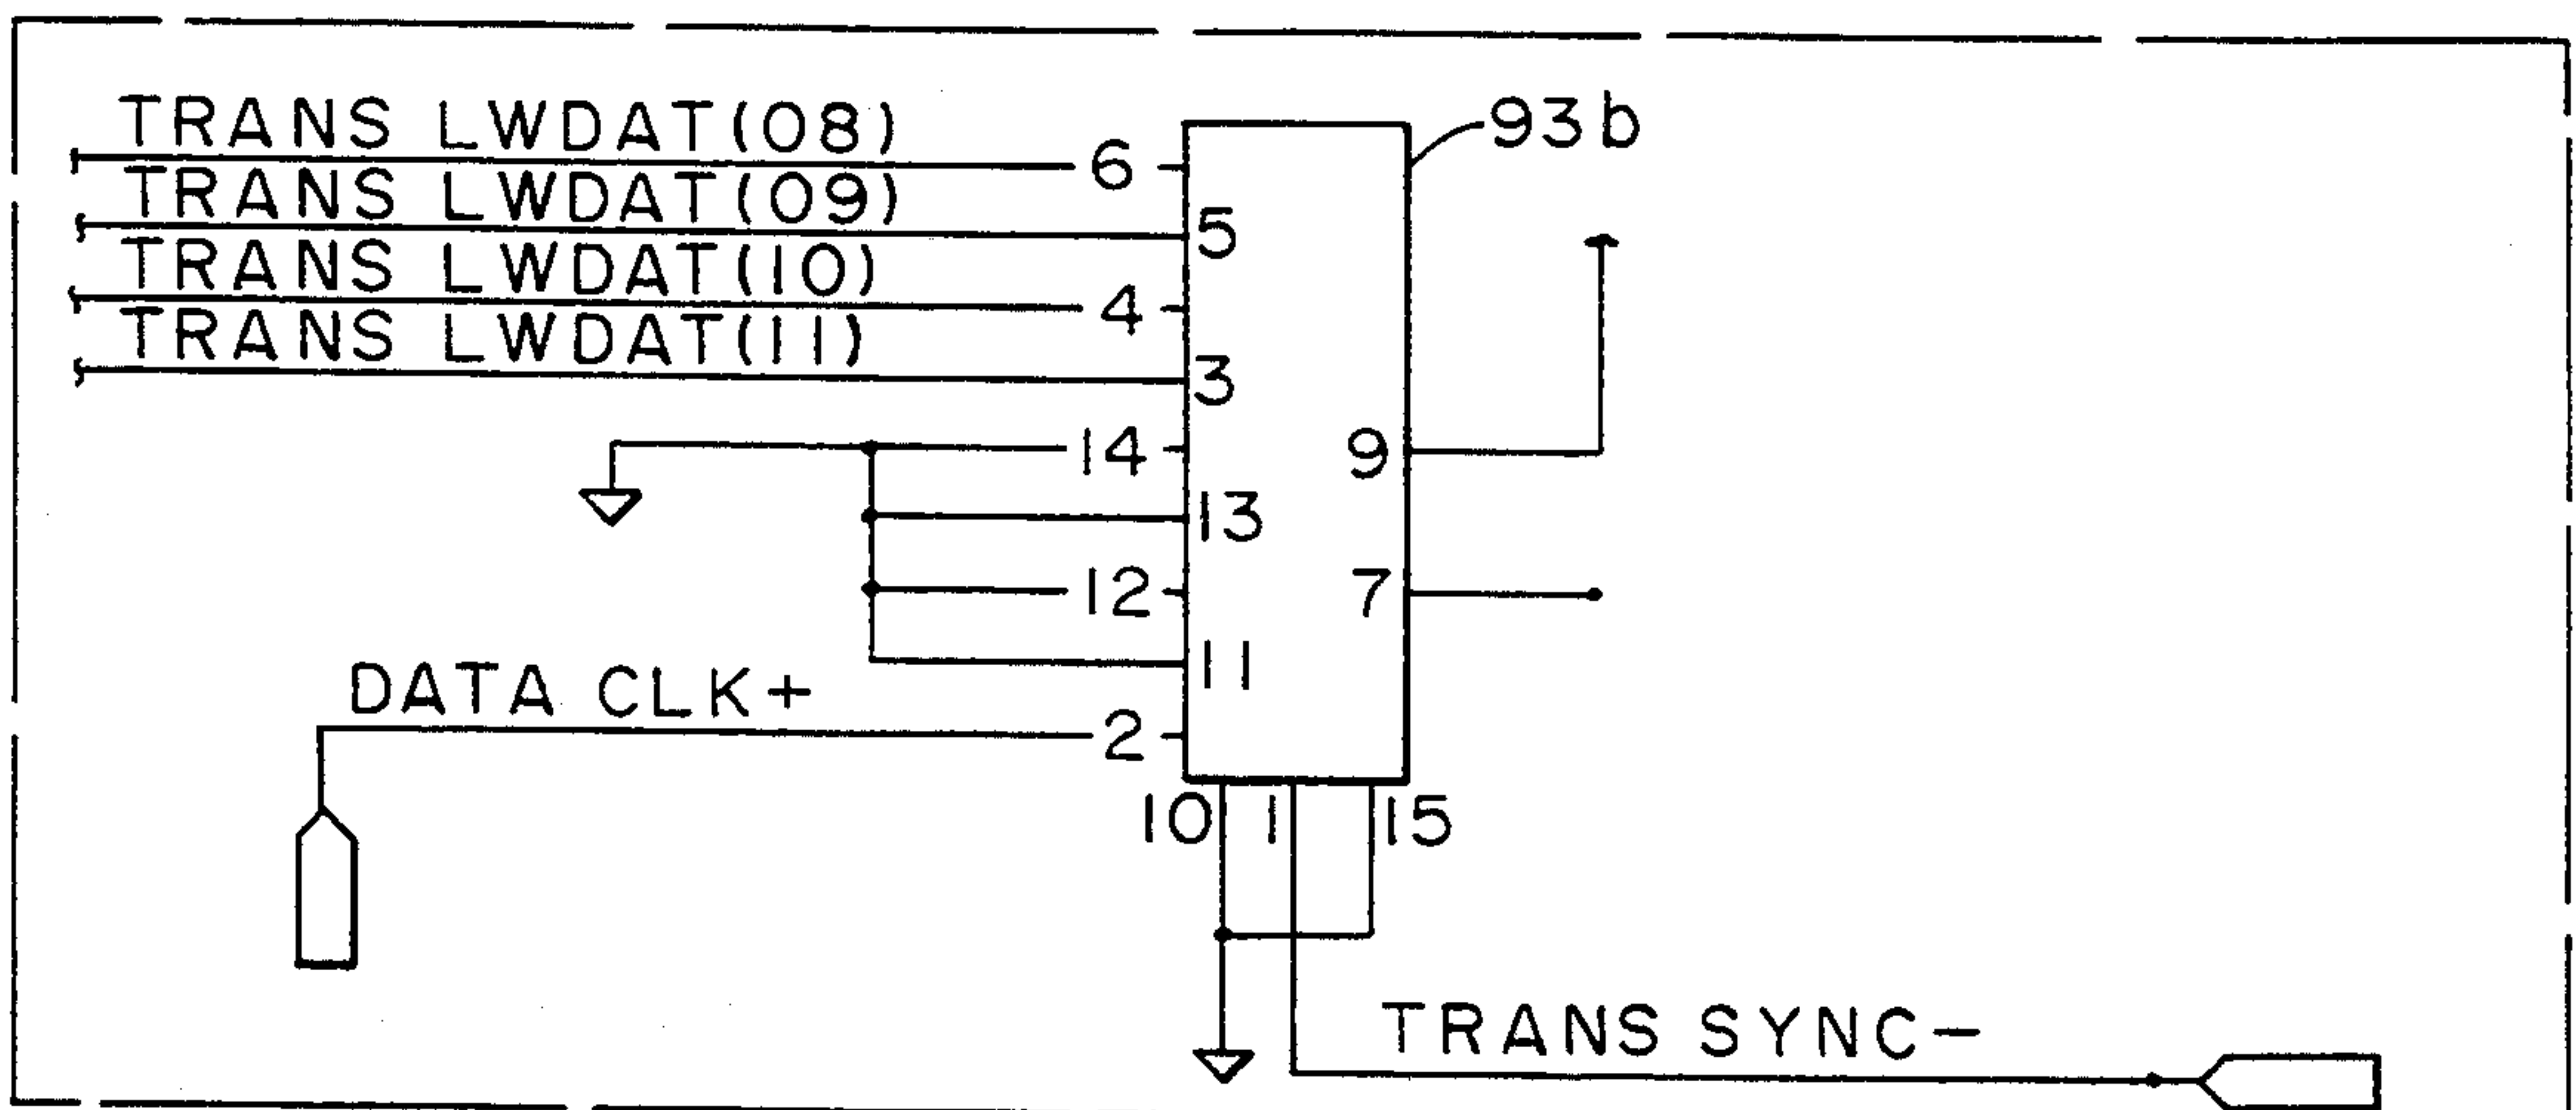 TRANS LWDAT(08)
93b
6
TRANS LWDAT(09)
5
TRANS LWDAT(10)
4
TRANS LWDAT(11)
3
14
9
13
12
7
11
DATA CLK+
2
10 1 15
TRANS SYNC-